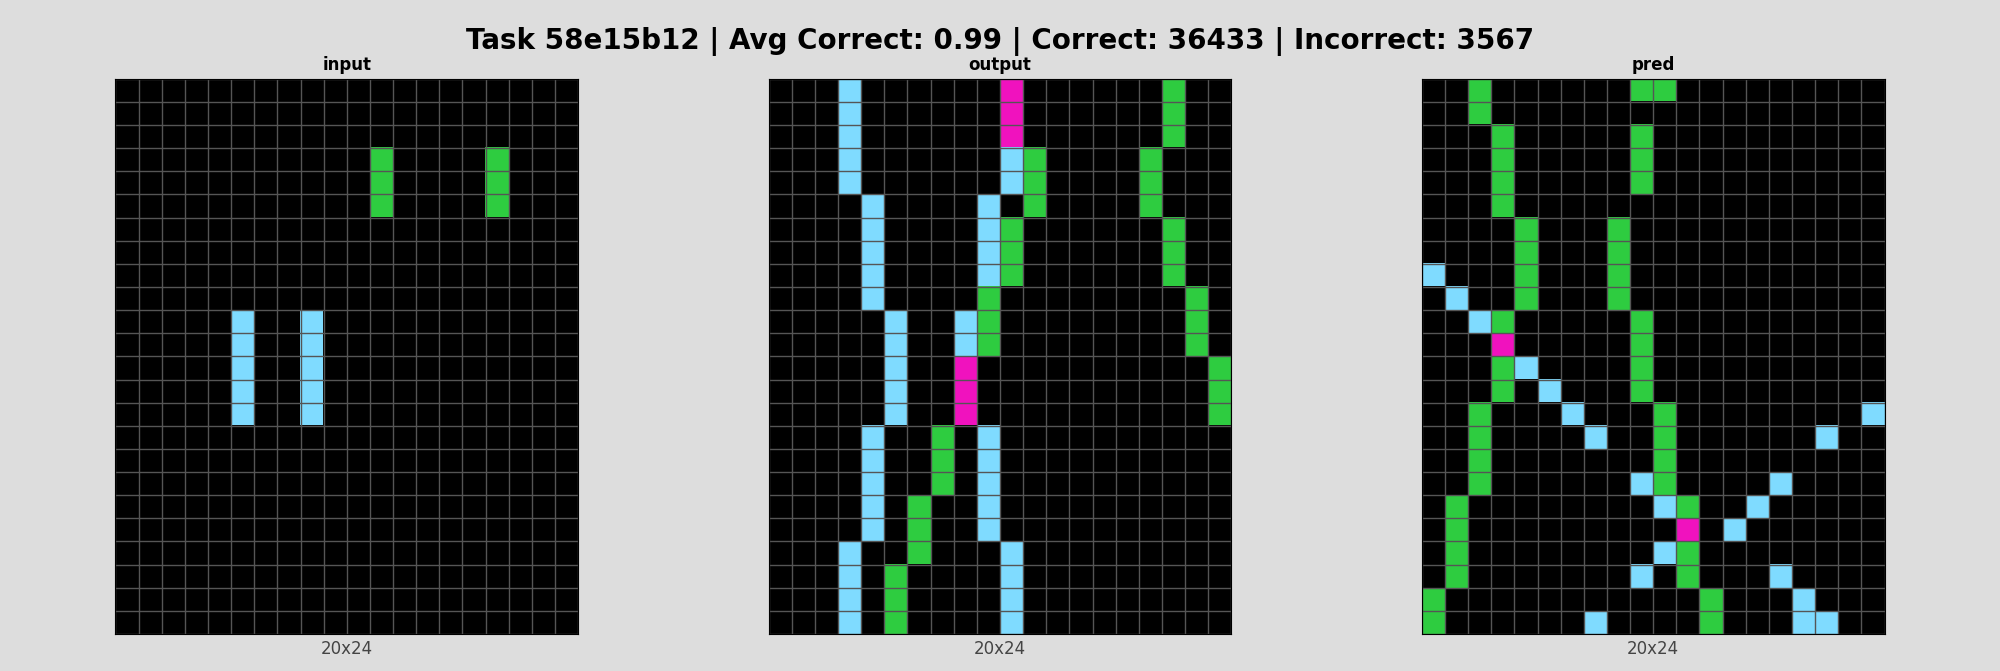 Task 58e15b12 | Avg Correct: 0.99 | Correct: 36433 | Incorrect: 3567
input
output
pred
20x24
20x24
20x24